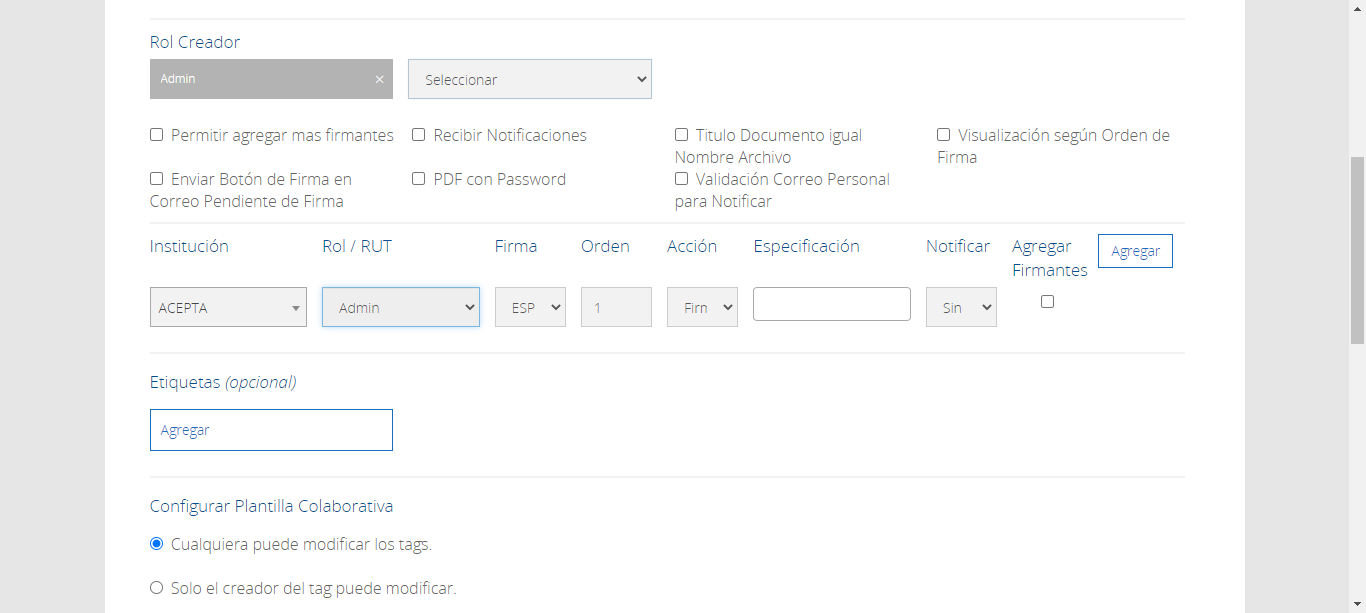 Rol Creador
Admin ×
Seleccionar
Permitir agregar mas firmantes
Recibir Notificaciones
Titulo Documento igual
Nombre Archivo
Visualización según Orden de
Firma
Enviar Botón de Firma en
Correo Pendiente de Firma
PDF con Password
Validación Correo Personal
para Notificar
Institución
Rol / RUT
Firma
Orden
Acción
Especificación
Notificar
Agregar
Firmantes
Agregar
ACEPTA
Admin
ESP
1
Firn
Sin
Etiquetas (opcional)
Agregar
Configurar Plantilla Colaborativa
Cualquiera puede modificar los tags.
Solo el creador del tag puede modificar.